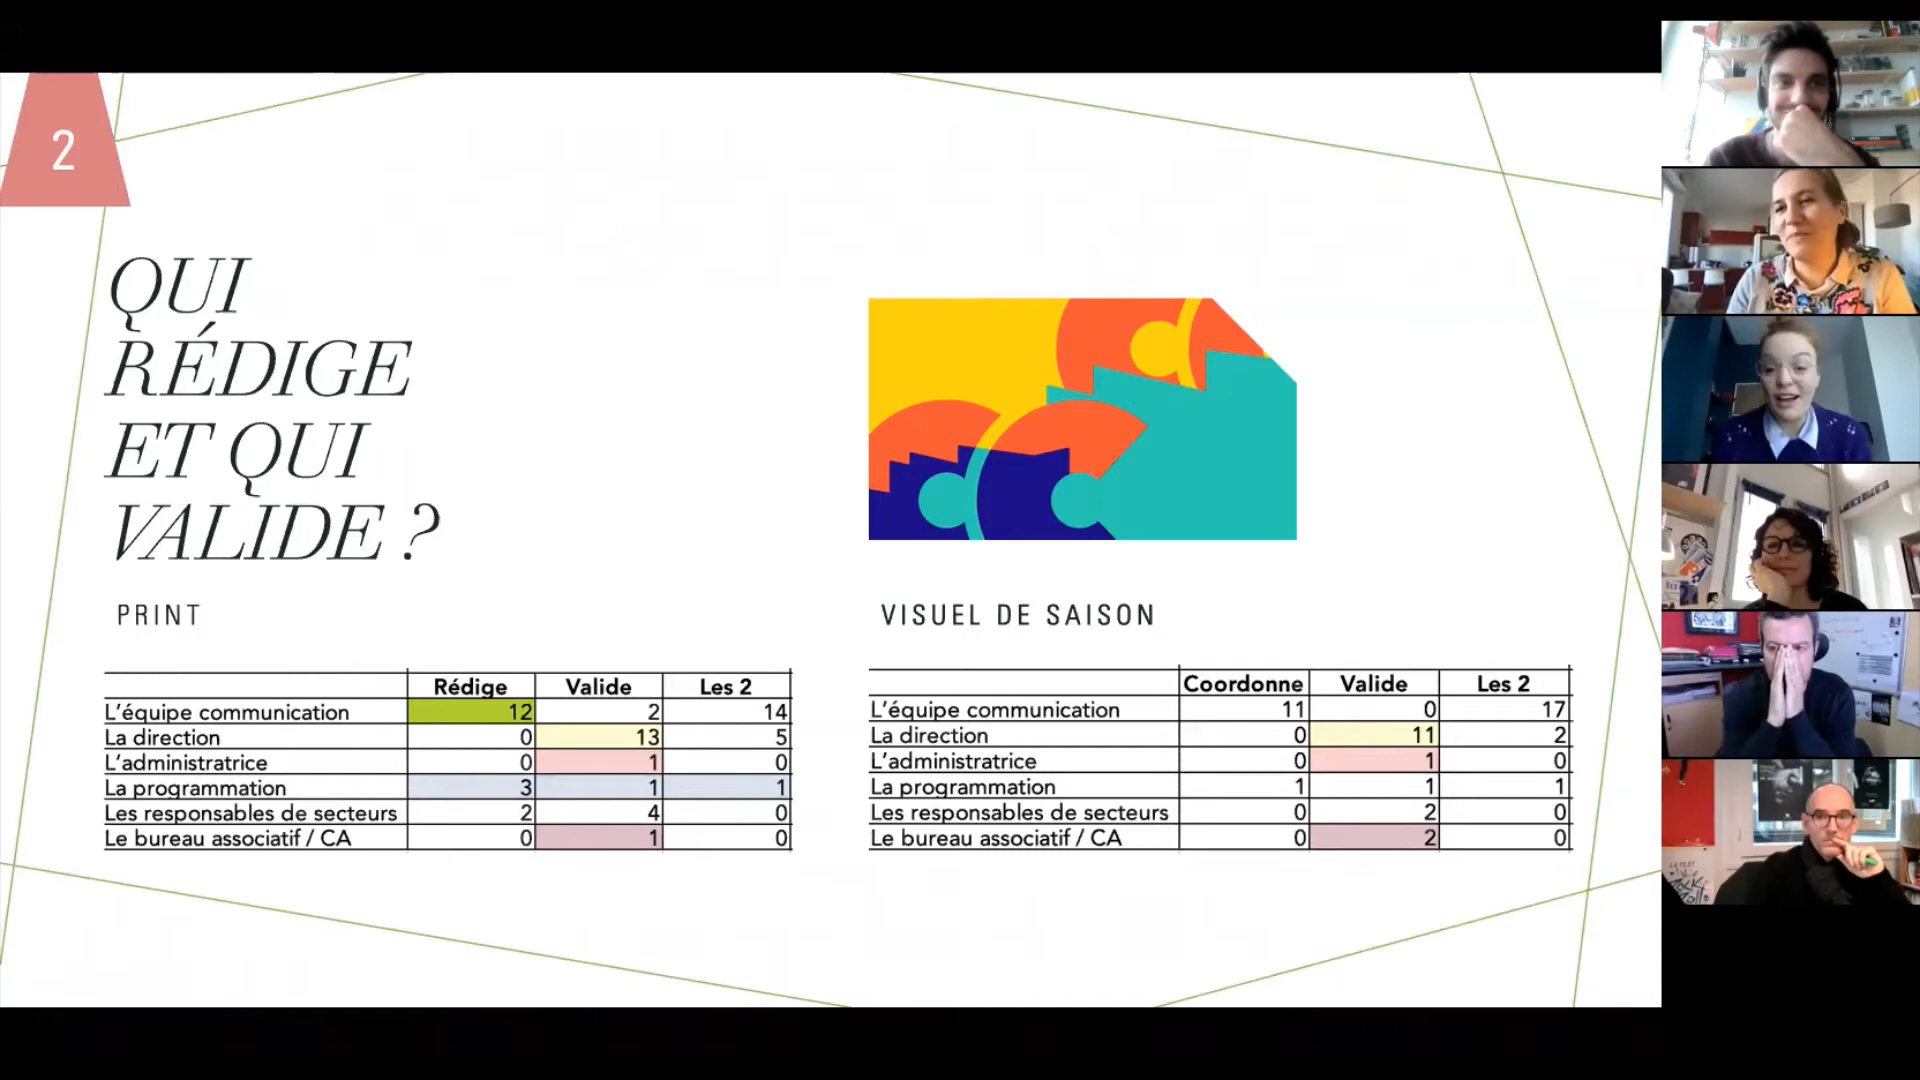 2
QUI
RÉDIGE
ET QUI
VALIDE ?
PRINT
Rédige Valide Les 2
L'équipe communication 12 2 14
La direction 0 13 5
L'administratrice 0 1 0
La programmation 3 1 1
Les responsables de secteurs 2 4 0
Le bureau associatif / CA 0 1 0
VISUEL DE SAISON
Coordonne Valide Les 2
L'équipe communication 11 0 17
La direction 0 11 2
L'administratrice 0 1 0
La programmation 1 1 1
Les responsables de secteurs 0 2 0
Le bureau associatif / CA 0 2 0